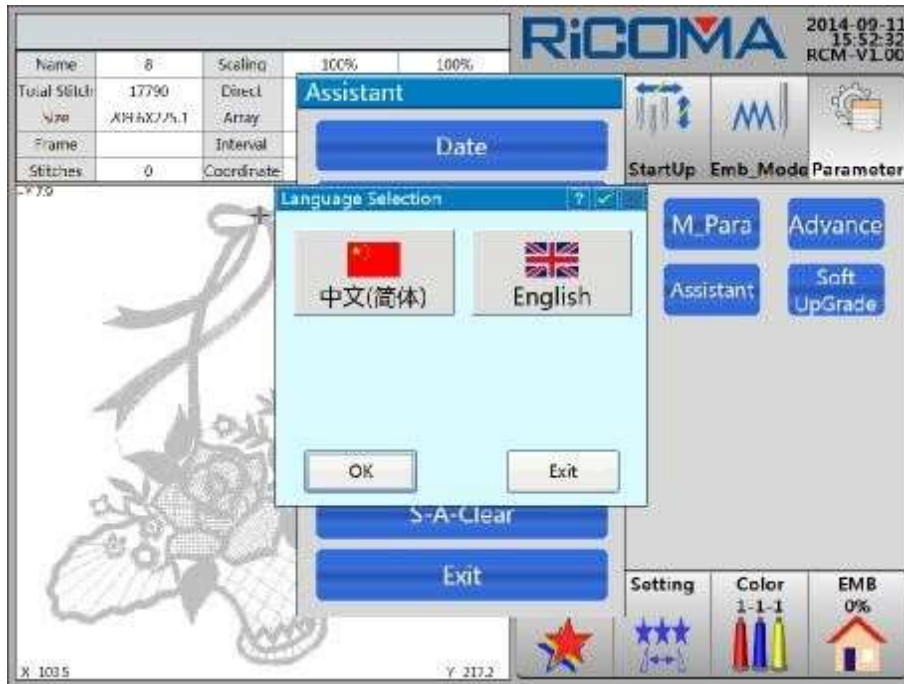 RiCOMA
2014-09-11
15:52:32
RCM-V1.00
Name 8 Scaling 100% 100%
Total Stitch 17790 Direct
Size Array
Frame Interval
Stitches 0 Coordinate
Assistant
Date
StartUp Emb_Mode Parameter
Language Selection ?
中文(简体) English
OK Exit
S-A-Clear
Exit
M_Para Advance
Assistant Soft
UpGrade
Setting Color EMB
1-1-1 0%
X 103.5 Y 217.2